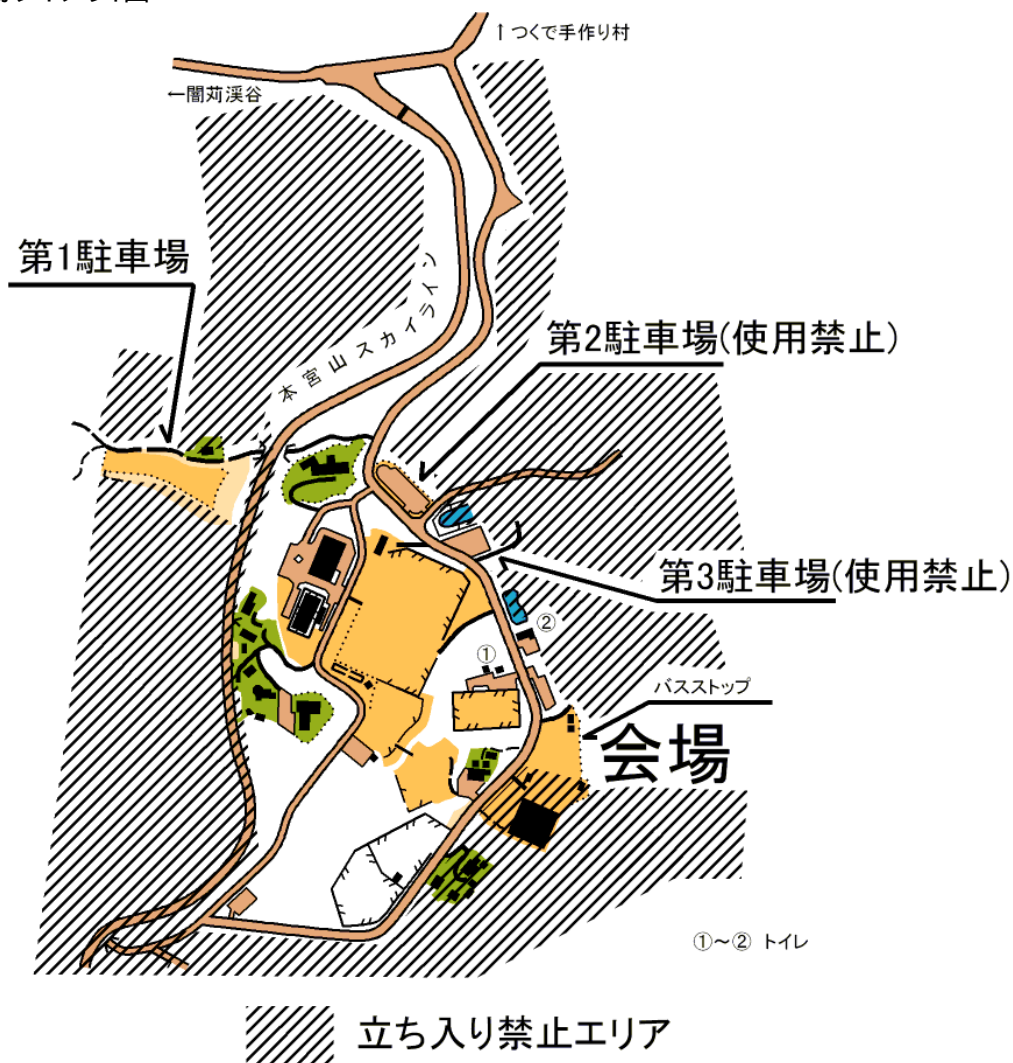 ↑つくで手作り村
←闇苅渓谷
第1駐車場
本宮山スカイライン
第2駐車場(使用禁止)
第3駐車場(使用禁止)
②
①
バスストップ
会場
①～② トイレ
立ち入り禁止エリア